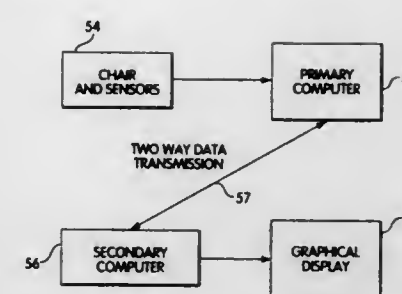 54
CHAIR
AND SENSORS
PRIMARY
COMPUTER
TWO WAY DATA
TRANSMISSION
57
56
SECONDARY
COMPUTER
GRAPHICAL
DISPLAY